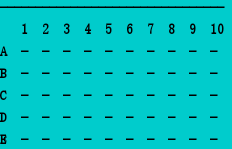 1 2 3 4 5 6 7 8 9 10
A - - - - - - - - - -
B - - - - - - - - - -
C - - - - - - - - - -
D - - - - - - - - - -
E - - - - - - - - - -